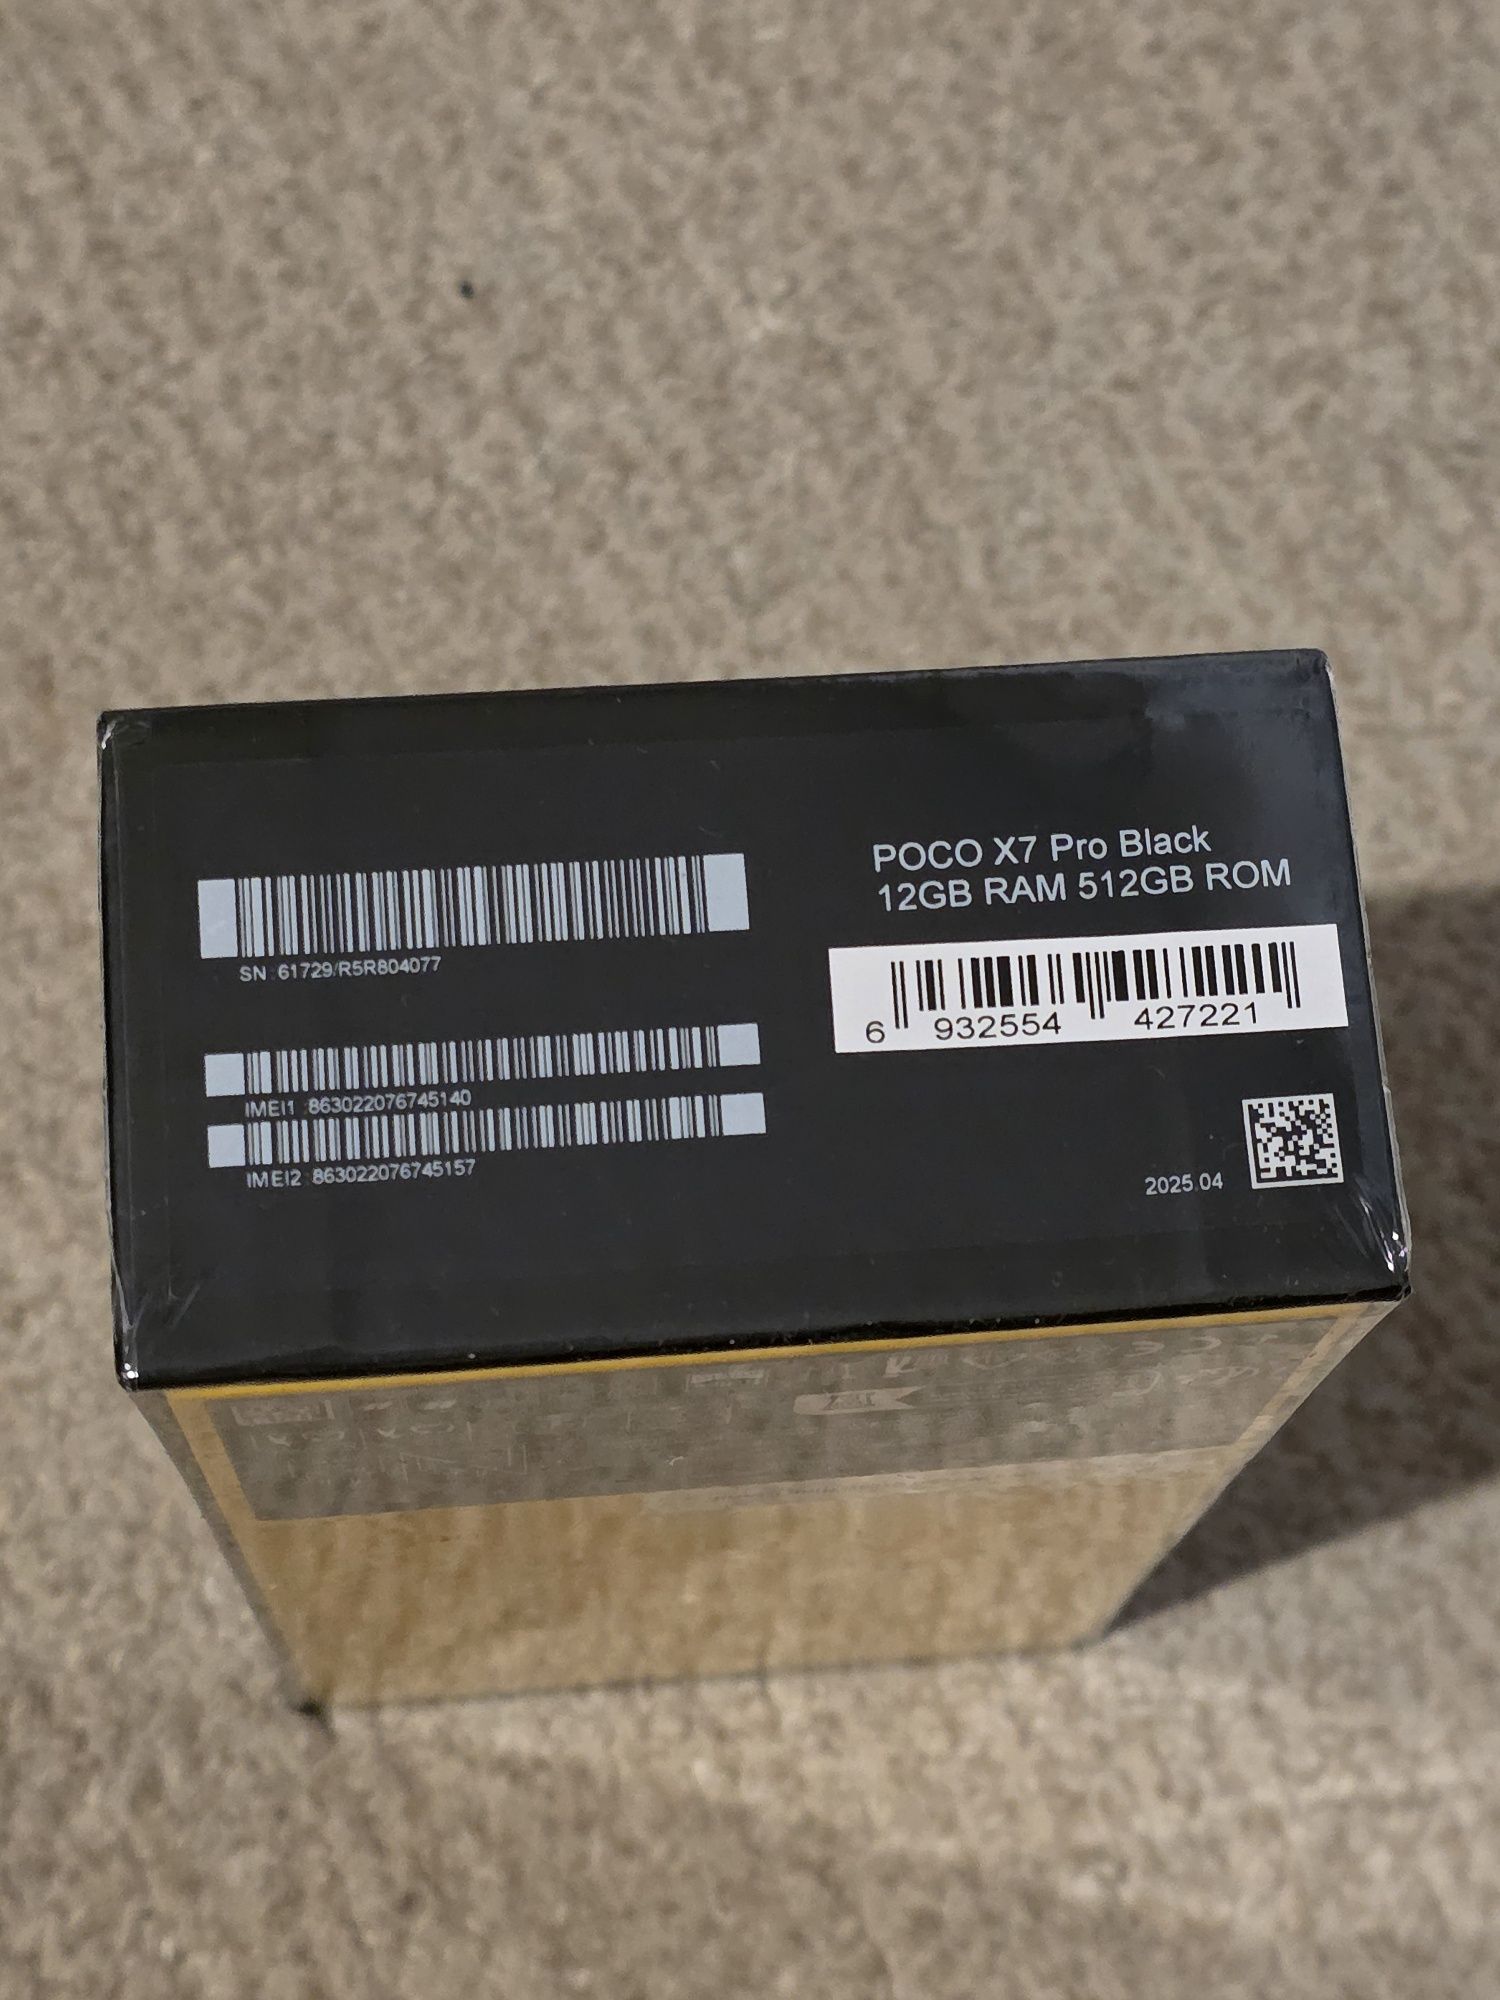 POCO X7 Pro Black
12GB RAM 512GB ROM
SN :61729/R5R804077
6 932554 427221
IMEI1 :863022076745140
IMEI2 :863022076745157
2025.04